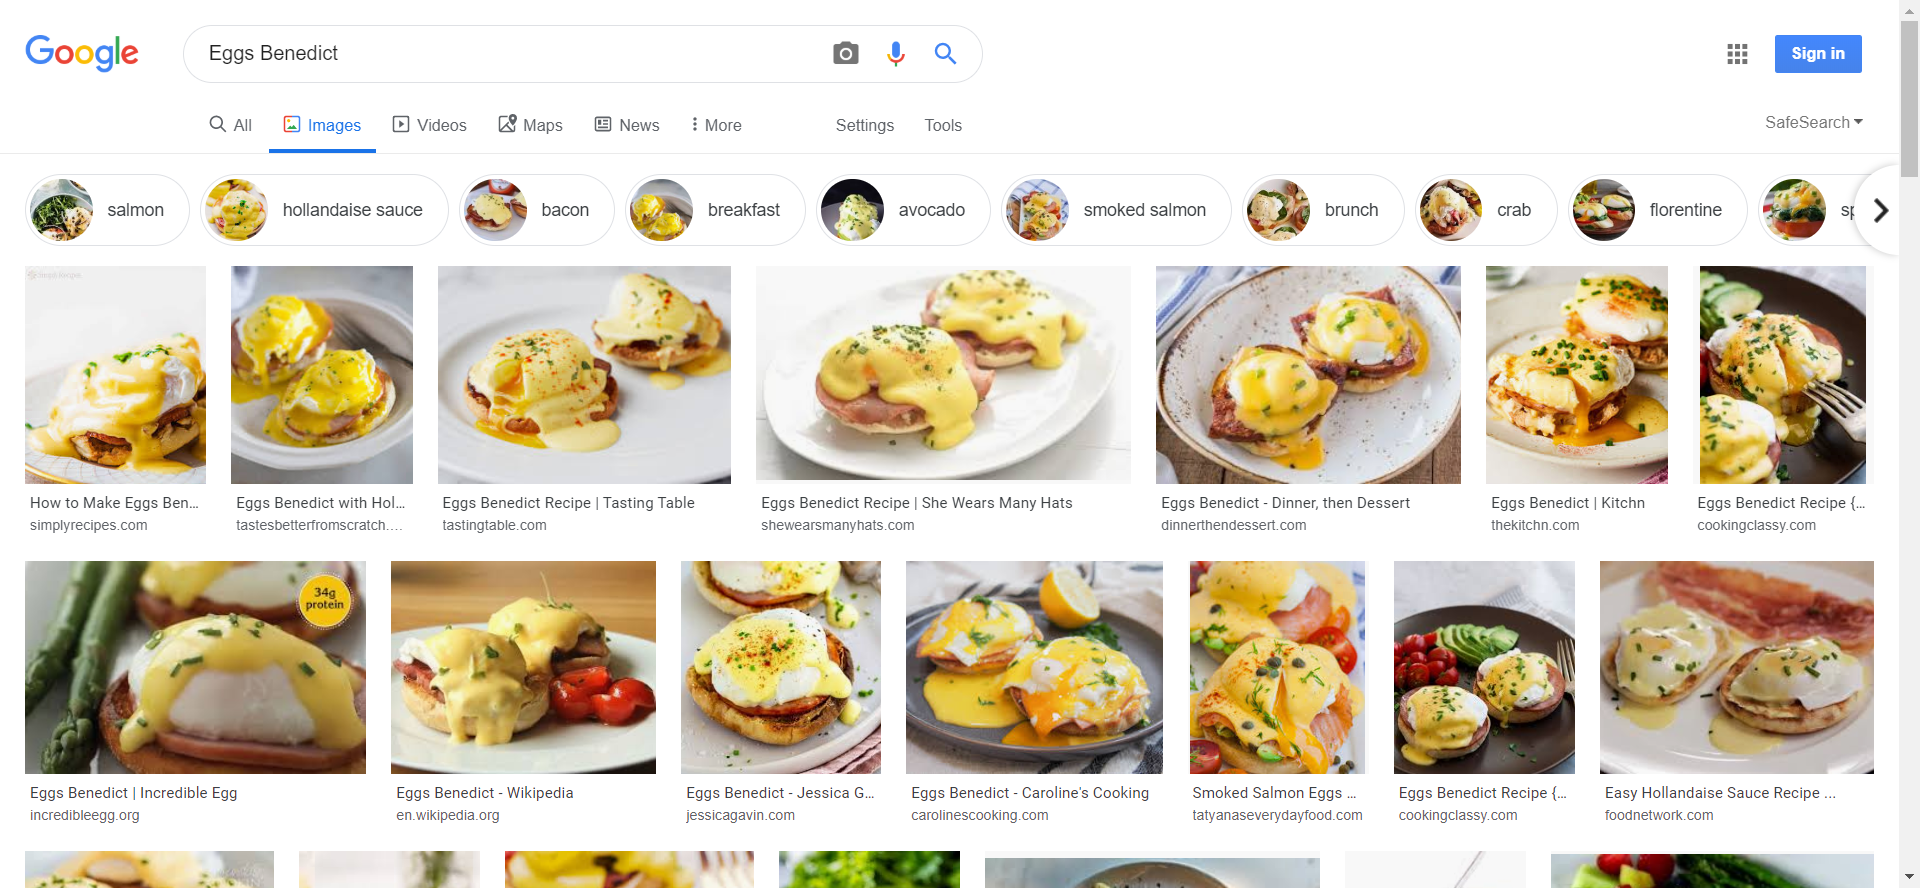 Google
Eggs Benedict
Sign in
All
Images
Videos
Maps
News
More
Settings
Tools
SafeSearch
salmon
hollandaise sauce
bacon
breakfast
avocado
smoked salmon
brunch
crab
florentine
sp
How to Make Eggs Ben...
simplyrecipes.com
Eggs Benedict with Hol...
tastesbetterfromscratch....
Eggs Benedict Recipe | Tasting Table
tastingtable.com
Eggs Benedict Recipe | She Wears Many Hats
shewearsmanyhats.com
Eggs Benedict - Dinner, then Dessert
dinnerthendessert.com
Eggs Benedict | Kitchn
thekitchn.com
Eggs Benedict Recipe {...
cookingclassy.com
34g
protein
Eggs Benedict | Incredible Egg
incredibleegg.org
Eggs Benedict - Wikipedia
en.wikipedia.org
Eggs Benedict - Jessica G...
jessicagavin.com
Eggs Benedict - Caroline's Cooking
carolinescooking.com
Smoked Salmon Eggs ...
tatyanaseverydayfood.com
Eggs Benedict Recipe {...
cookingclassy.com
Easy Hollandaise Sauce Recipe ...
foodnetwork.com